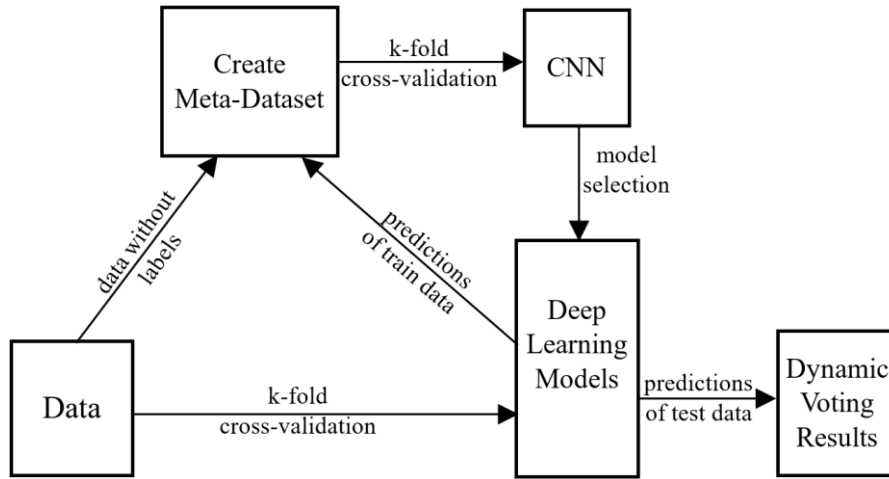 Create
Meta-Dataset
k-fold
cross-validation
CNN
model
selection
data without
labels
predictions
of train data
Deep
Learning
Models
Data
k-fold
cross-validation
predictions
of test data
Dynamic
Voting
Results